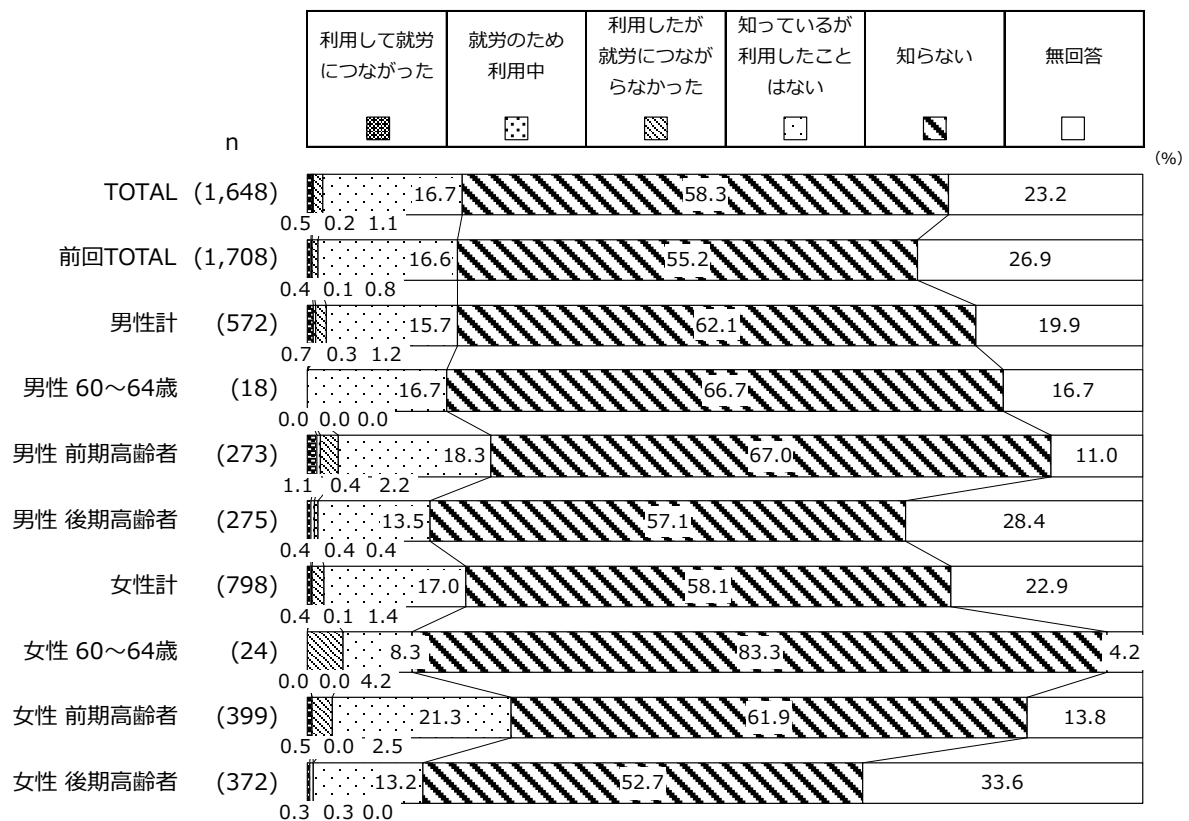 利用して就労
につながった
就労のため
利用中
利用したが
就労につなが
らなかった
知っているが
利用したこと
はない
知らない
無回答
n
(%)
TOTAL (1,648) 16.7 58.3 23.2
0.5 0.2 1.1
前回TOTAL (1,708) 16.6 55.2 26.9
0.4 0.1 0.8
男性計 (572) 15.7 62.1 19.9
0.7 0.3 1.2
男性 60～64歳 (18) 16.7 66.7 16.7
0.0 0.0 0.0
男性 前期高齢者 (273) 18.3 67.0 11.0
1.1 0.4 2.2
男性 後期高齢者 (275) 13.5 57.1 28.4
0.4 0.4 0.4
女性計 (798) 17.0 58.1 22.9
0.4 0.1 1.4
女性 60～64歳 (24) 8.3 83.3 4.2
0.0 0.0 4.2
女性 前期高齢者 (399) 21.3 61.9 13.8
0.5 0.0 2.5
女性 後期高齢者 (372) 13.2 52.7 33.6
0.3 0.3 0.0